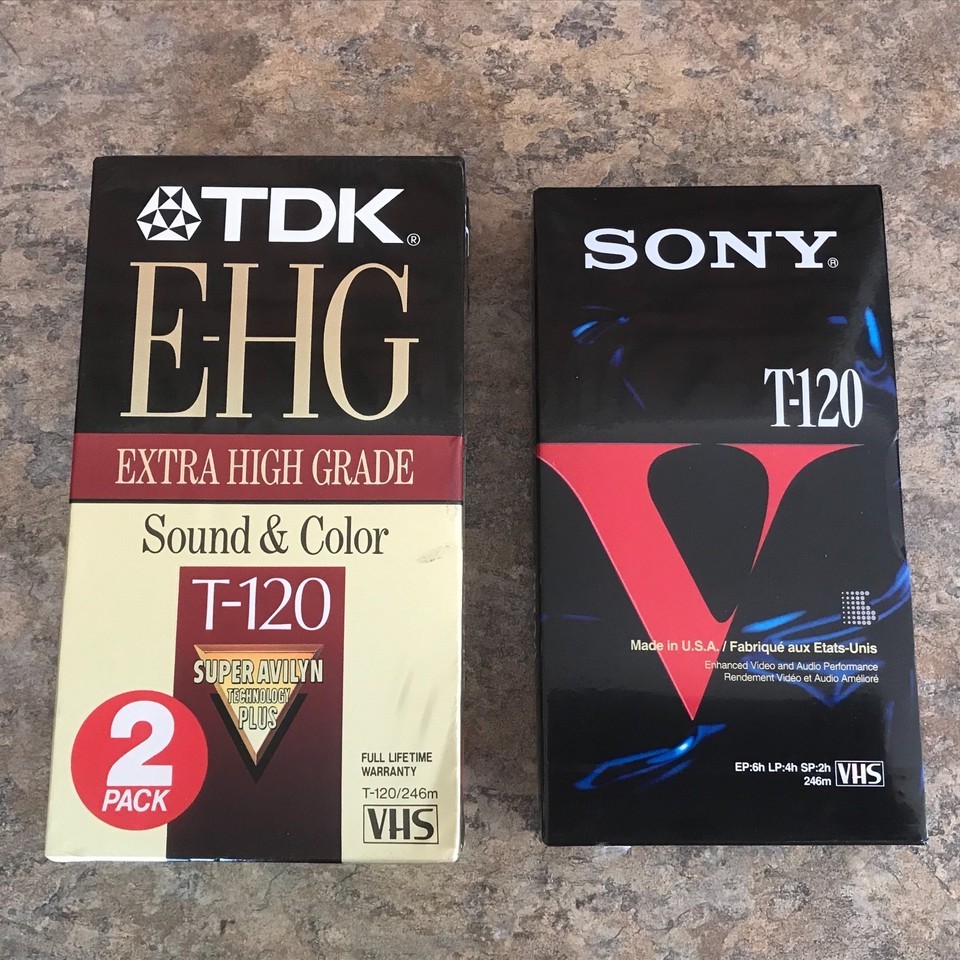 TDK®
E-HG
EXTRA HIGH GRADE
Sound & Color
T-120
SUPER AVILYN
TECHNOLOGY
PLUS
2
PACK
FULL LIFETIME
WARRANTY
T-120/246m
VHS
SONY®
T-120
V
Made in U.S.A. / Fabriqué aux Etats-Unis
Enhanced Video and Audio Performance
Rendement Vidéo et Audio Amélioré
EP:6h LP:4h SP:2h
246m VHS